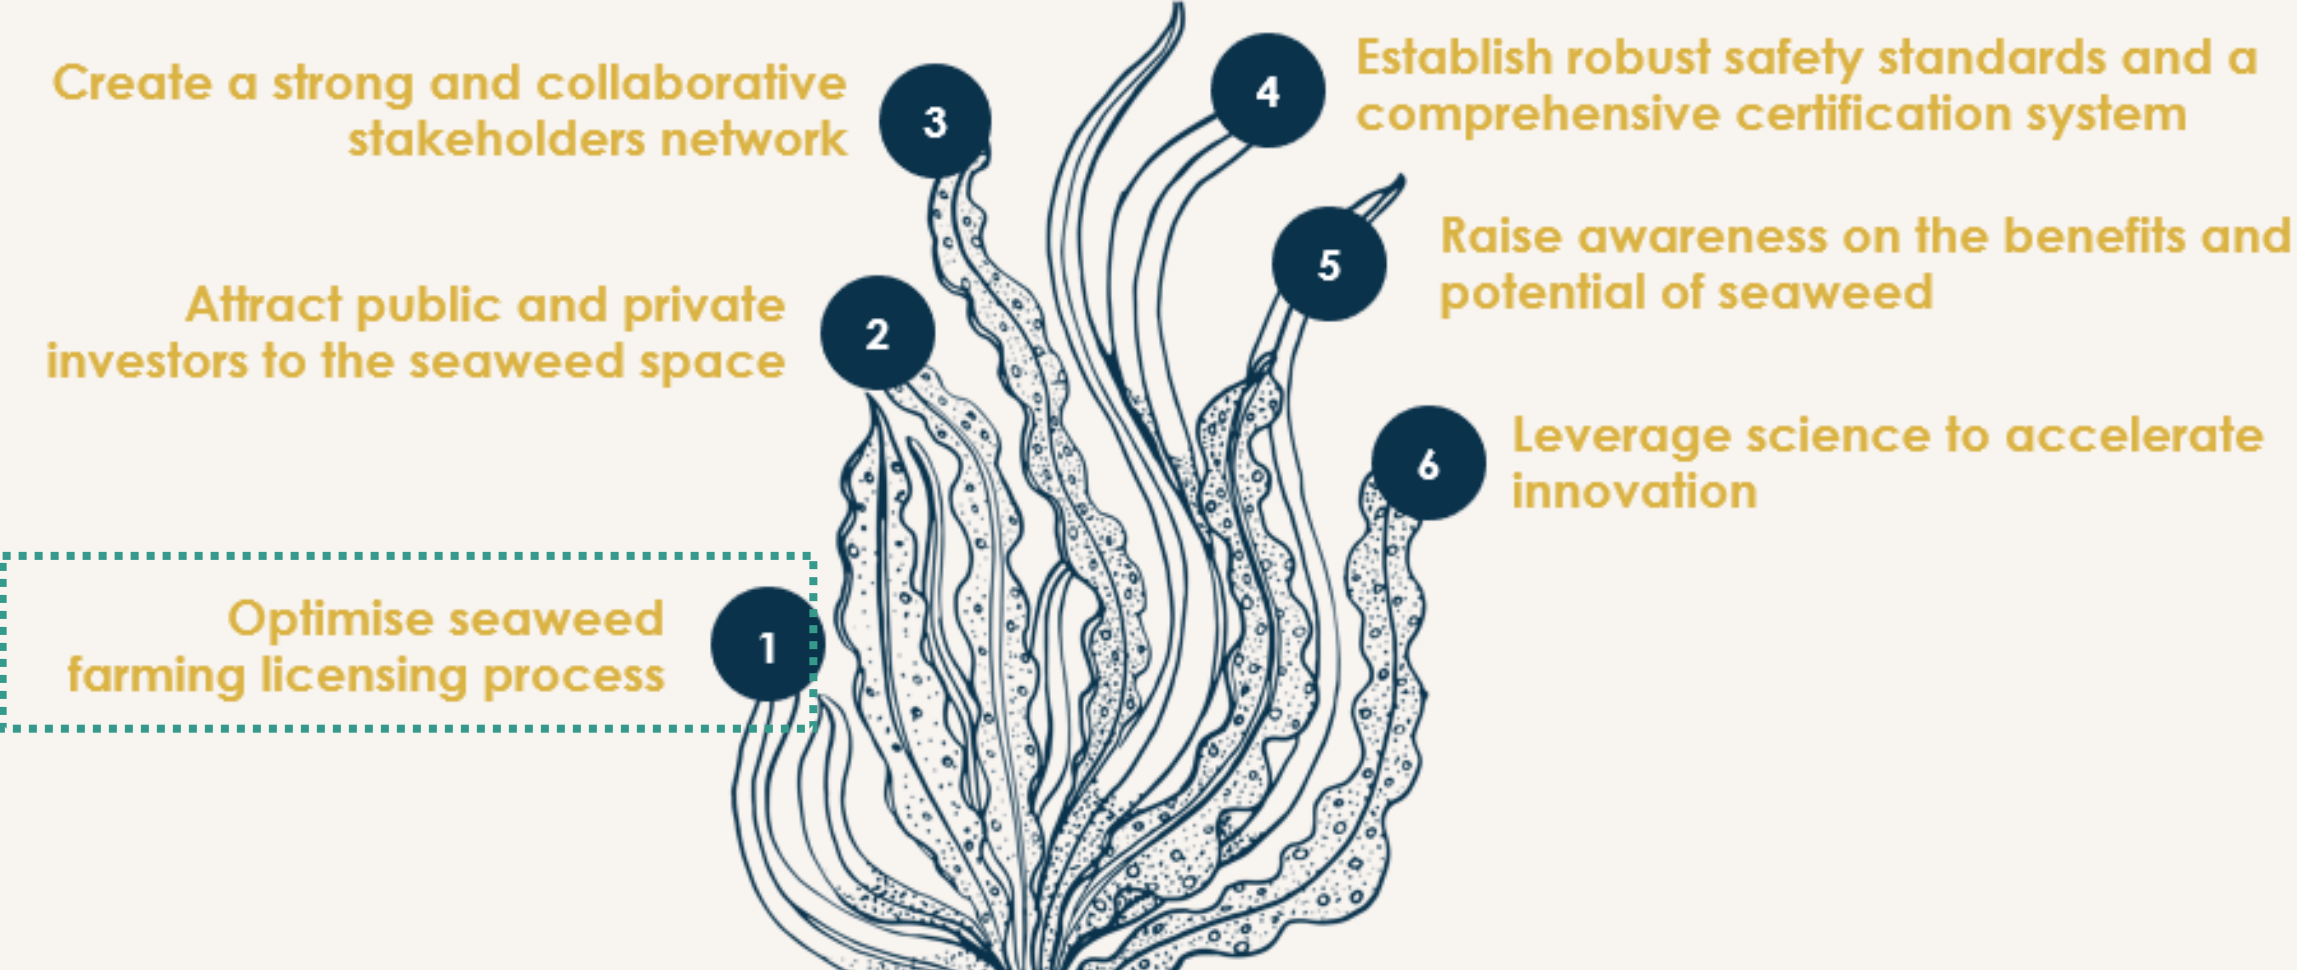 1
Optimise seaweed
farming licensing process
2
Attract public and private
investors to the seaweed space
3
Create a strong and collaborative
stakeholders network
4
Establish robust safety standards and a
comprehensive certification system
5
Raise awareness on the benefits and
potential of seaweed
6
Leverage science to accelerate
innovation